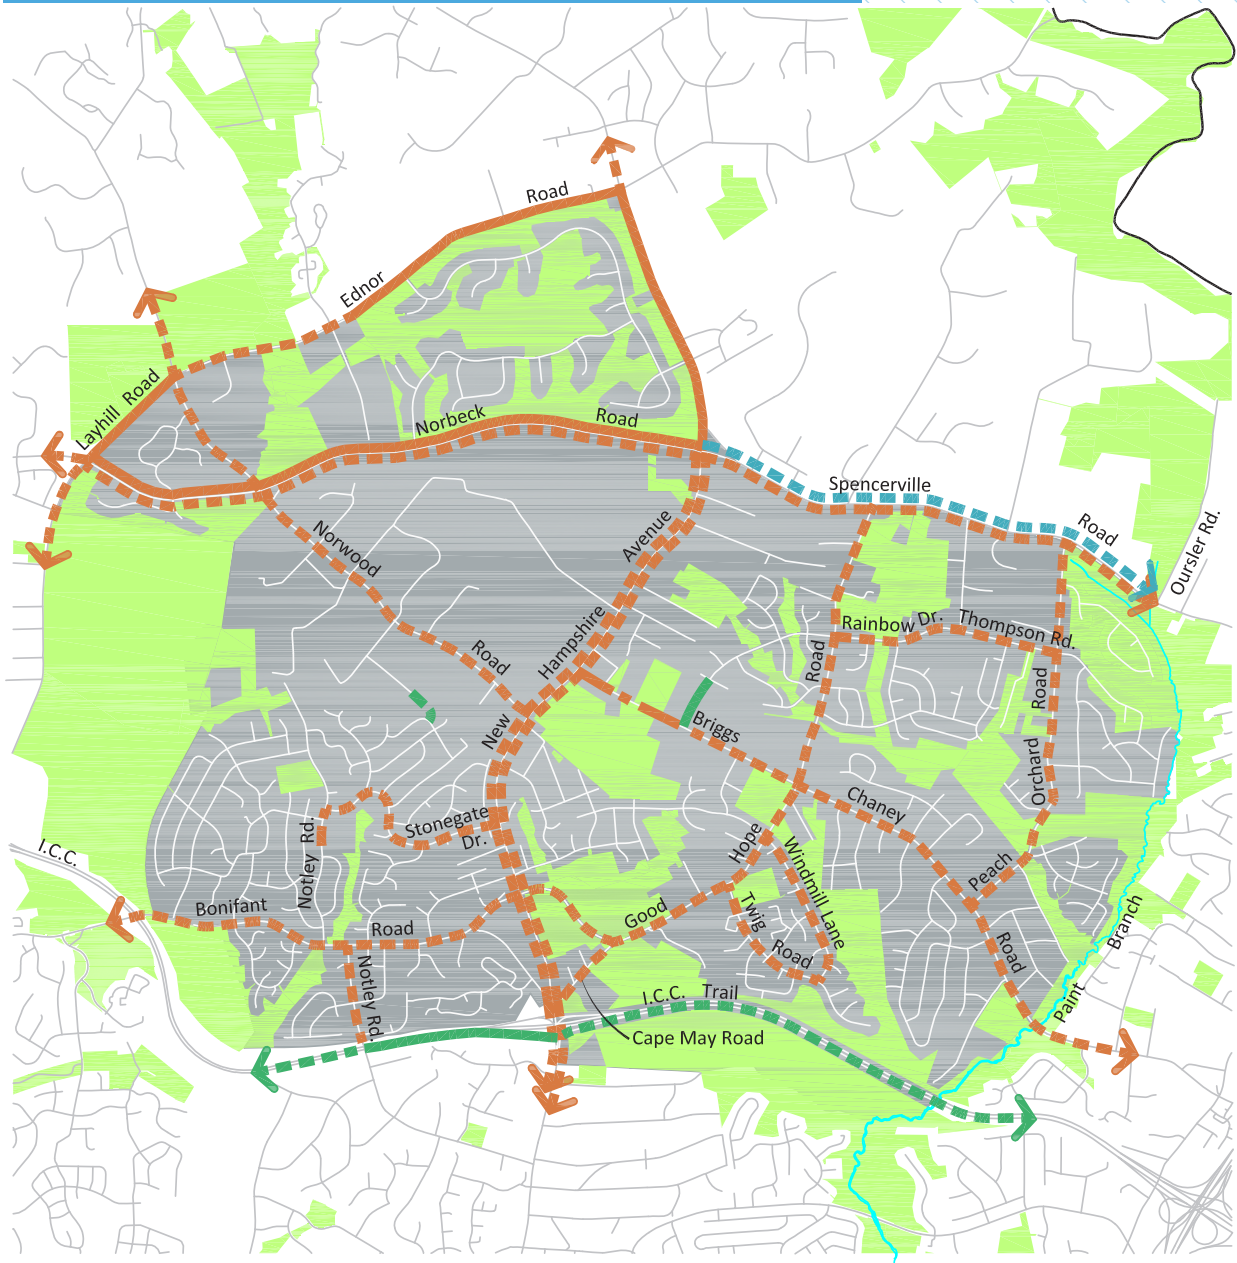 Road
Ednor
Layhill Road
Norbeck
Road
Spencerville
Road
Oursler Rd.
Norwood
Road
Avenue
Hampshire
New
Rainbow Dr.
Thompson Rd.
Road
Road
Orchard
Briggs
Chaney
Peach
Road
Stonegate
Dr.
Notley Rd.
Hope
Windmill Lane
Twig
Road
Good
I.C.C.
Bonifant
Road
Notley Rd.
I.C.C. Trail
Cape May Road
Branch
Paint